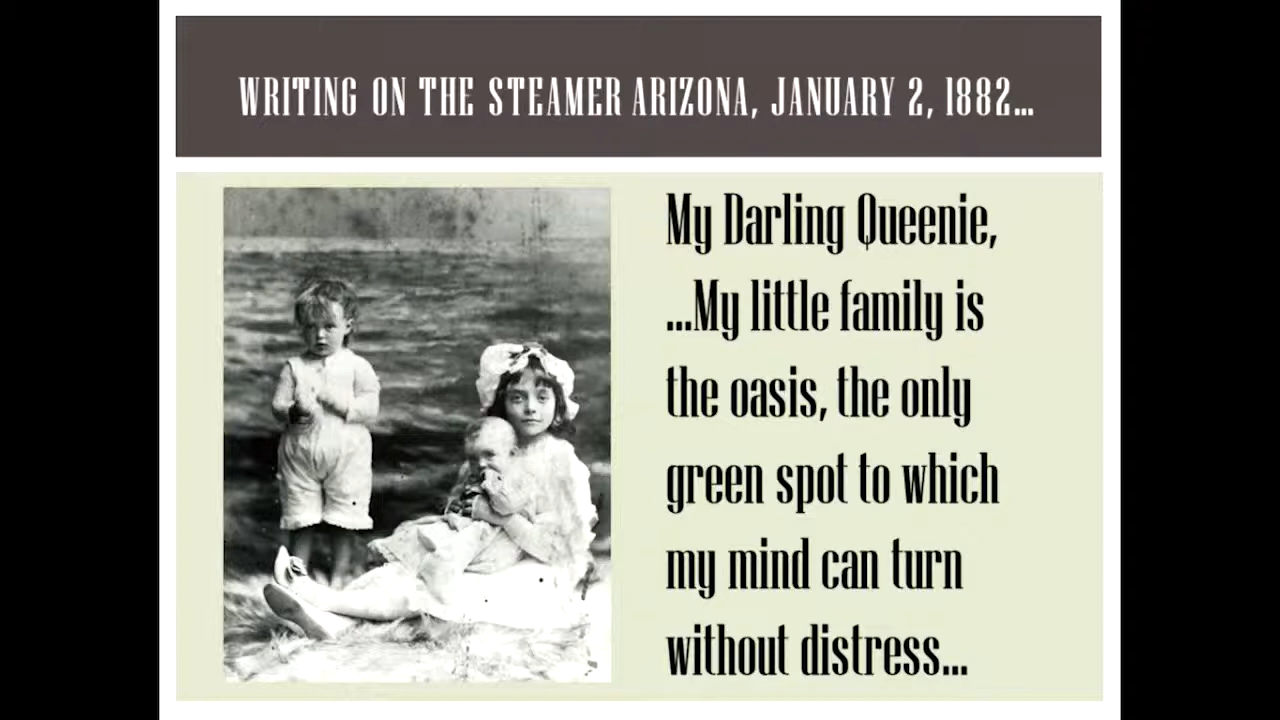 WRITING ON THE STEAMER ARIZONA, JANUARY 2, 1882...
My Darling Queenie,
...My little family is
the oasis, the only
green spot to which
my mind can turn
without distress...